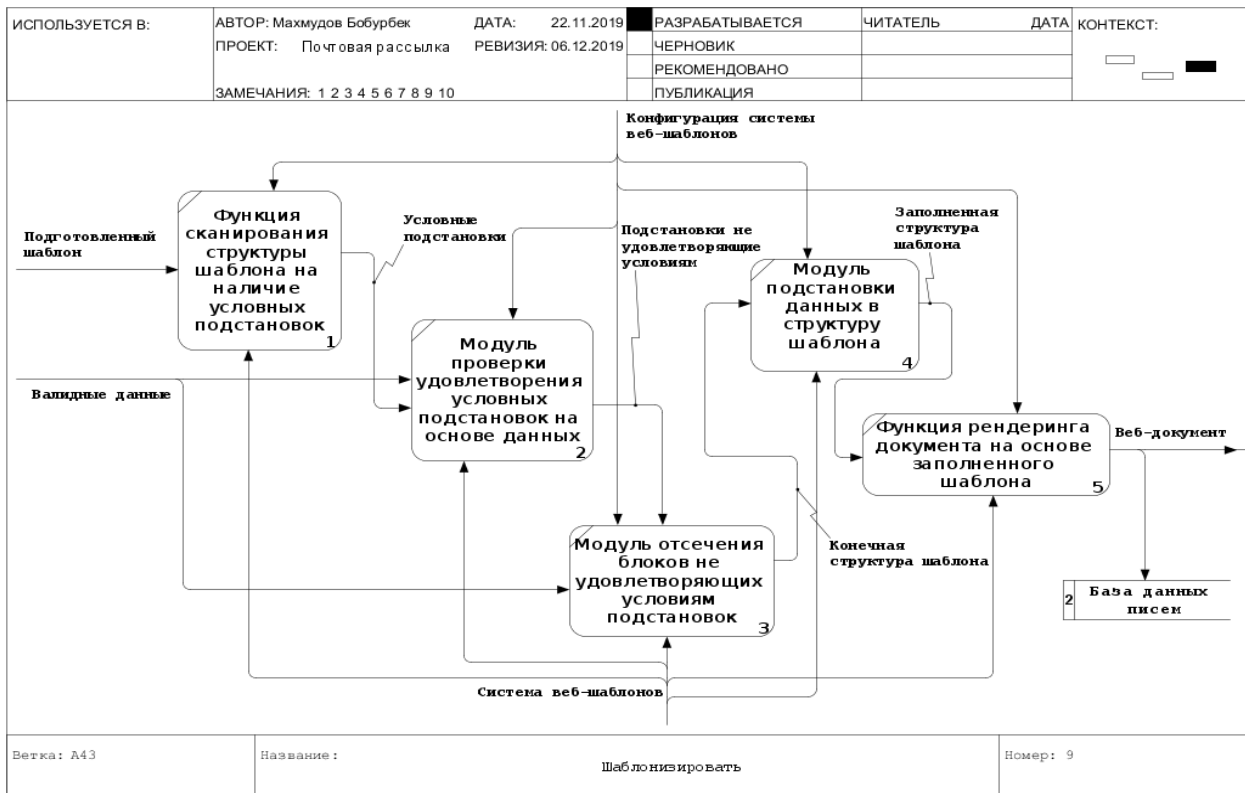 ИСПОЛЬЗУЕТСЯ В:
АВТОР: Махмудов Бобурбек
ДАТА: 22.11.2019
ПРОЕКТ: Почтовая рассылка
РЕВИЗИЯ: 06.12.2019
ЗАМЕЧАНИЯ: 1 2 3 4 5 6 7 8 9 10
РАЗРАБАТЫВАЕТСЯ
ЧЕРНОВИК
РЕКОМЕНДОВАНО
ПУБЛИКАЦИЯ
ЧИТАТЕЛЬ
ДАТА
КОНТЕКСТ:
Конфигурация системы
веб-шаблонов
Функция
сканирования
структуры
шаблона на
наличие
условных
подстановок
1
Подготовленный
шаблон
Условные
подстановки
Подстановки не
удовлетворяющие
условиям
Заполненная
структура
шаблона
Модуль
подстановки
данных в
структуру
шаблона
4
Модуль
проверки
удовлетворения
условных
подстановок на
основе данных
2
Валидные данные
Функция рендеринга
документа на основе
заполненного
шаблона
5
Веб-документ
Модуль отсечения
блоков не
удовлетворяющих
условиям
подстановок
3
Конечная
структура шаблона
2
База данных
писем
Система веб-шаблонов
Ветка: A43
Название:
Шаблонизировать
Номер: 9